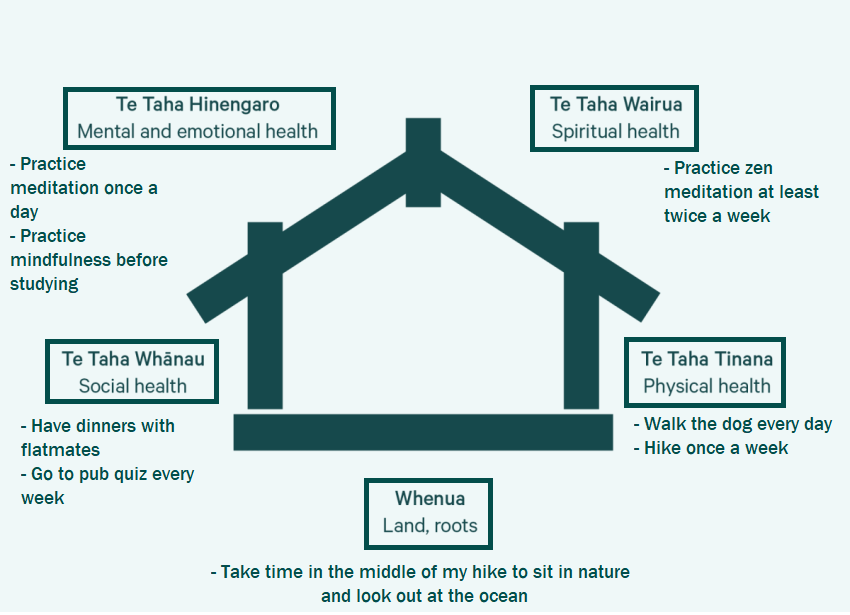 Te Taha Hinengaro
Mental and emotional health
- Practice
meditation once a
day
- Practice
mindfulness before
studying
Te Taha Wairua
Spiritual health
- Practice zen
meditation at least
twice a week
Te Taha Whānau
Social health
- Have dinners with
flatmates
- Go to pub quiz every
week
Te Taha Tinana
Physical health
- Walk the dog every day
- Hike once a week
Whenua
Land, roots
- Take time in the middle of my hike to sit in nature
and look out at the ocean